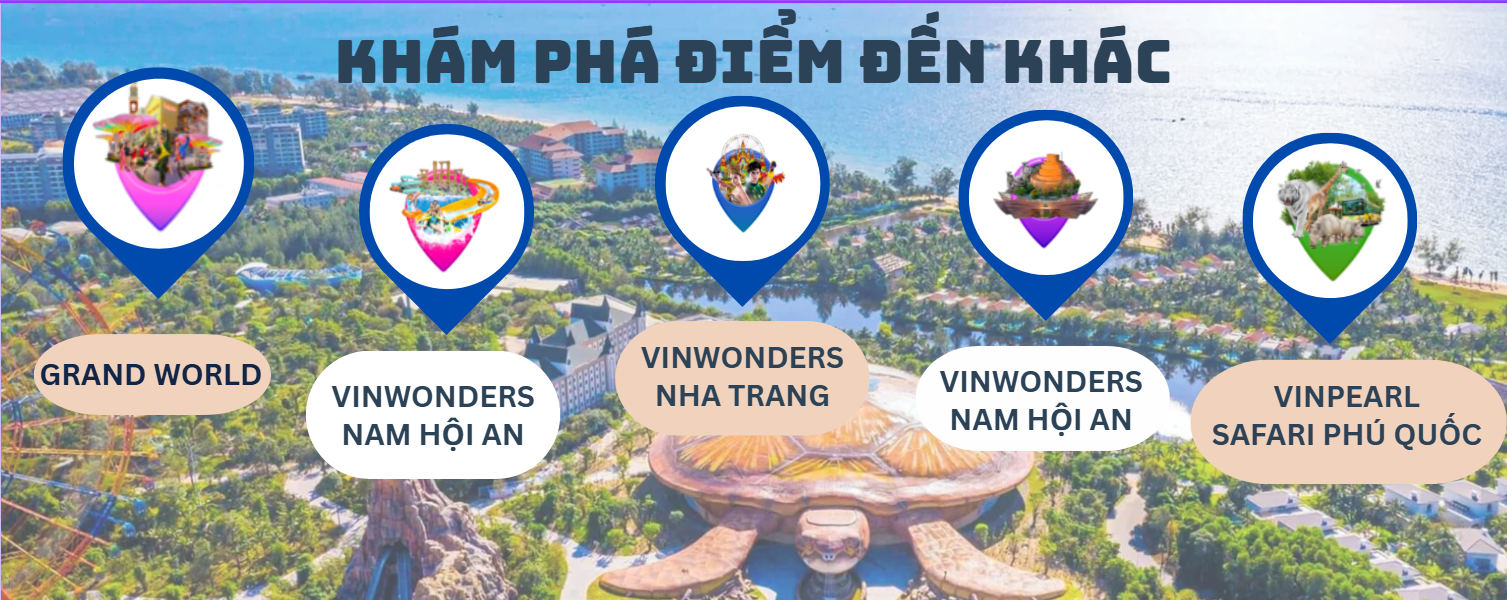 KHÁM PHÁ ĐIỂM ĐẾN KHÁC
GRAND WORLD
VINWONDERS
NAM HỘI AN
VINWONDERS
NHA TRANG
VINWONDERS
NAM HỘI AN
VINPEARL
SAFARI PHÚ QUỐC